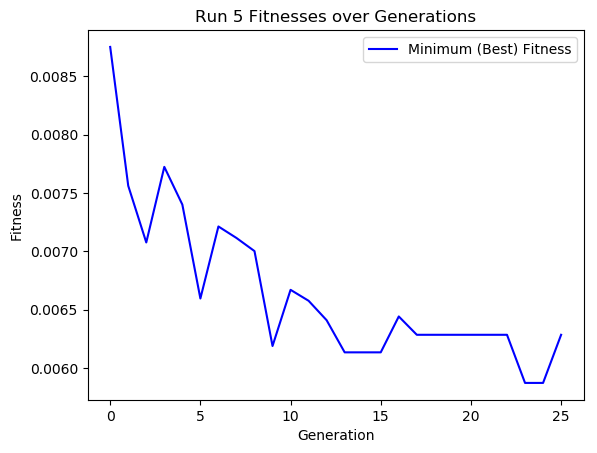 Run 5 Fitnesses over Generations
Minimum (Best) Fitness
0.0085
0.0080
0.0075
0.0070
0.0065
0.0060
Fitness
0 5 10 15 20 25
Generation